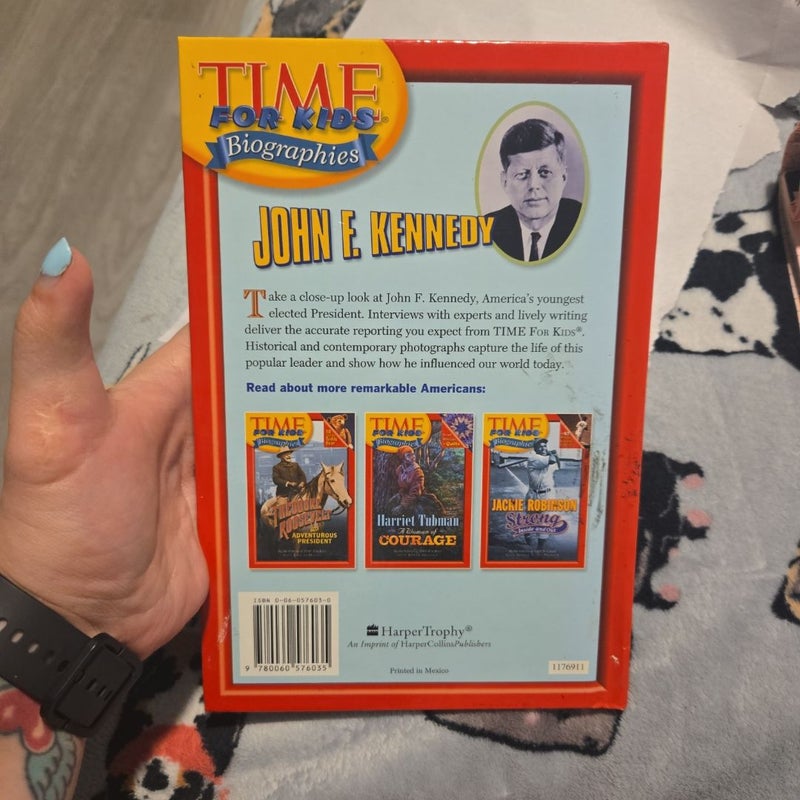 TIME
FOR KIDS®
Biographies
JOHN F. KENNEDY
Take a close-up look at John F. Kennedy, America's youngest
elected President. Interviews with experts and lively writing
deliver the accurate reporting you expect from TIME FOR KIDS®.
Historical and contemporary photographs capture the life of this
popular leader and show how he influenced our world today.
Read about more remarkable Americans:
TIME
FOR KIDS
Biographies
THEODORE
ROOSEVELT
THE
ADVENTUROUS
PRESIDENT
TIME
FOR KIDS
Biographies
Harriet Tubman
A Woman of
COURAGE
TIME
FOR KIDS
Biographies
JACKIE ROBINSON
Strong
Inside and Out
ISBN 0-06-057603-0
9 780060 576035
HarperTrophy®
An Imprint of HarperCollinsPublishers
Printed in Mexico
1176911